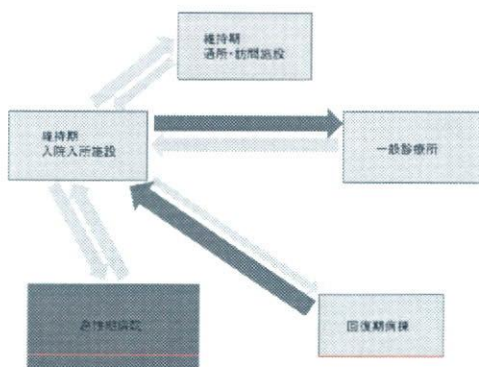 維持期
通所・訪問施設
維持期
入院入所施設
一般診療所
急性期病院
回復期病棟